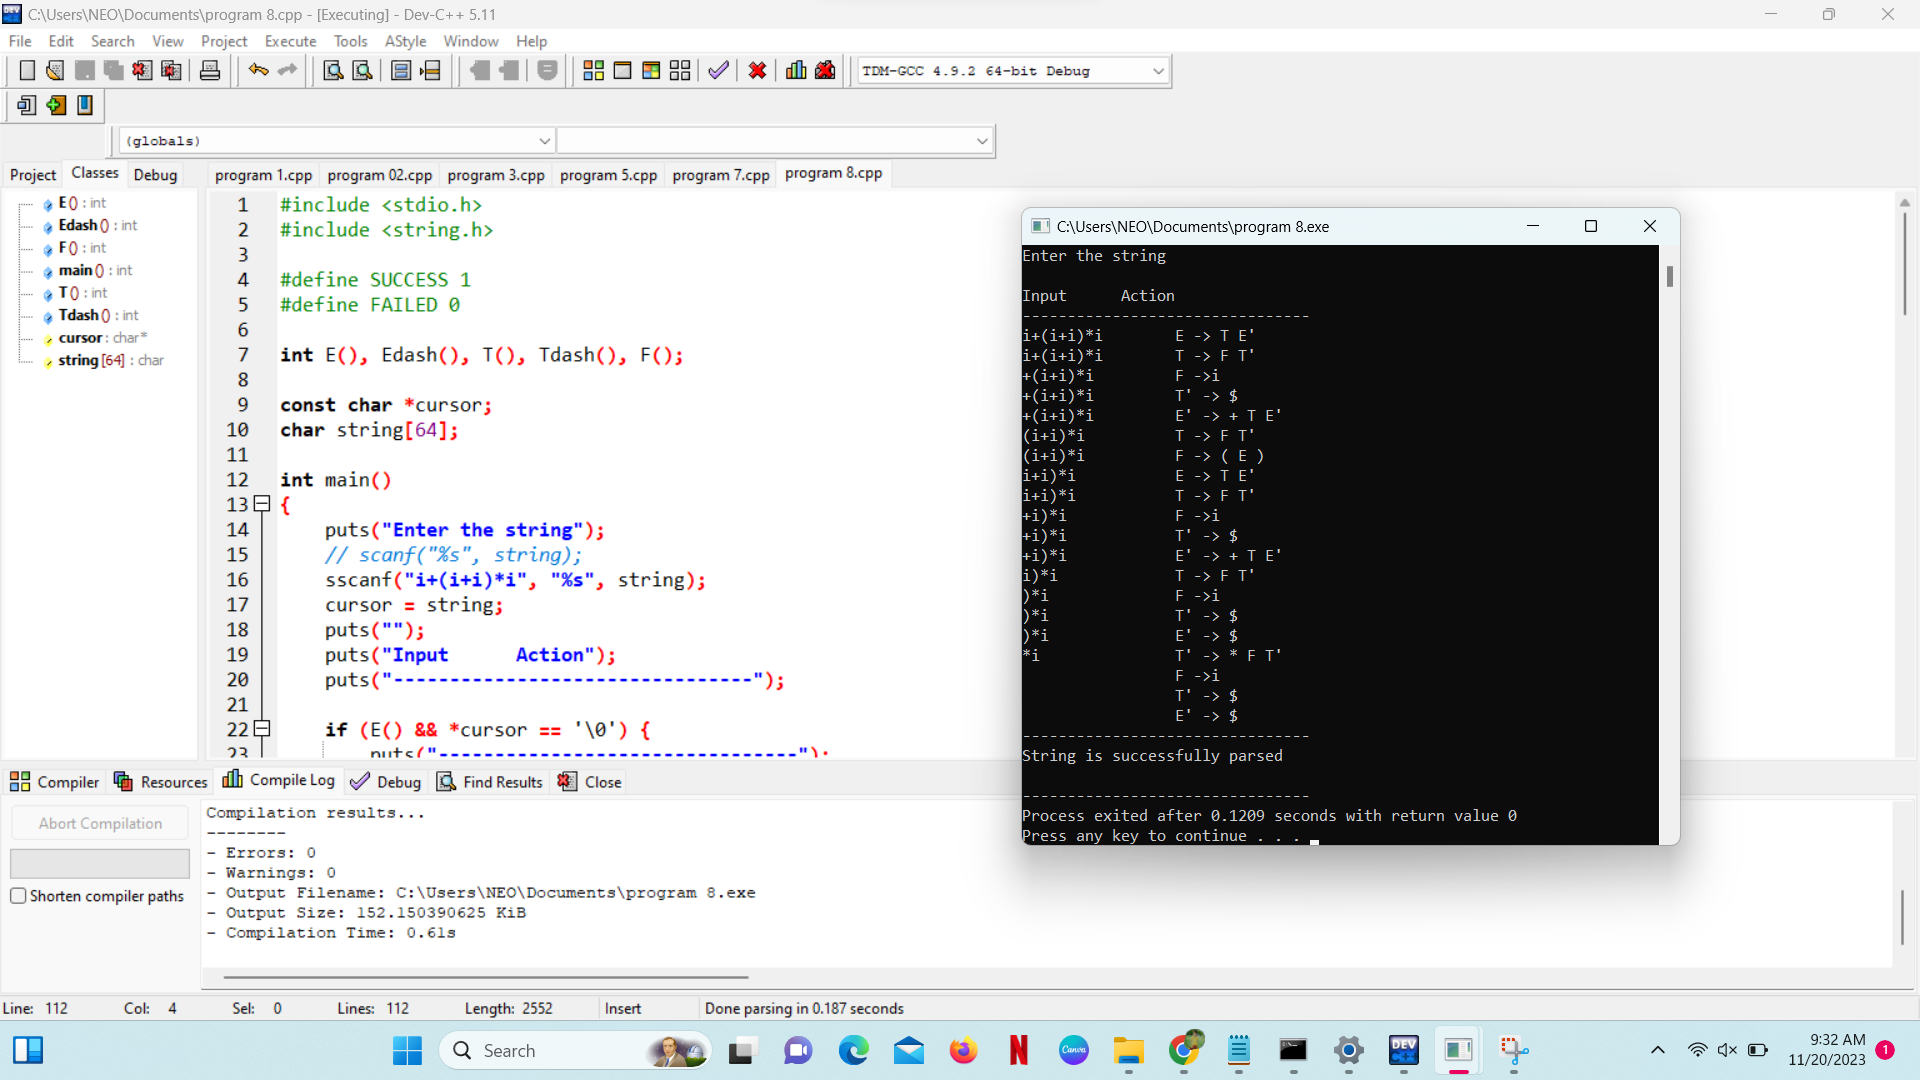 C:\Users\NEO\Documents\program 8.cpp - [Executing] - Dev-C++ 5.11
File Edit Search View Project Execute Tools AStyle Window Help
TDM-GCC 4.9.2 64-bit Debug
(globals)
Project Classes Debug
program 1.cpp program 02.cpp program 3.cpp program 5.cpp program 7.cpp program 8.cpp
E () : int
Edash () : int
F () : int
main () : int
T () : int
Tdash () : int
cursor : char*
string [64] : char
1 #include <stdio.h>
2 #include <string.h>
3
4 #define SUCCESS 1
5 #define FAILED 0
6
7 int E(), Edash(), T(), Tdash(), F();
8
9 const char *cursor;
10 char string[64];
11
12 int main()
13 {
14 puts("Enter the string");
15 // scanf("%s", string);
16 sscanf("i+(i+i)*i", "%s", string);
17 cursor = string;
18 puts("");
19 puts("Input      Action");
20 puts("--------------------------------");
21
22 if (E() && *cursor == '\0') {
23 puts("--------------------------------");
C:\Users\NEO\Documents\program 8.exe
Enter the string
Input      Action
--------------------------------
i+(i+i)*i E -> T E'
i+(i+i)*i T -> F T'
+(i+i)*i F ->i
+(i+i)*i T' -> $
+(i+i)*i E' -> + T E'
(i+i)*i T -> F T'
(i+i)*i F -> ( E )
i+i)*i E -> T E'
i+i)*i T -> F T'
+i)*i F ->i
+i)*i T' -> $
+i)*i E' -> + T E'
i)*i T -> F T'
)*i F ->i
)*i T' -> $
)*i E' -> $
*i T' -> * F T'
F ->i
T' -> $
E' -> $
--------------------------------
String is successfully parsed
--------------------------------
Process exited after 0.1209 seconds with return value 0
Press any key to continue . . .
Compiler Resources Compile Log Debug Find Results Close
Abort Compilation
Shorten compiler paths
Compilation results...
--------
- Errors: 0
- Warnings: 0
- Output Filename: C:\Users\NEO\Documents\program 8.exe
- Output Size: 152.150390625 KiB
- Compilation Time: 0.61s
Line: 112 Col: 4 Sel: 0 Lines: 112 Length: 2552 Insert Done parsing in 0.187 seconds
Search
N
Canva
DEV C++
9:32 AM
11/20/2023
1